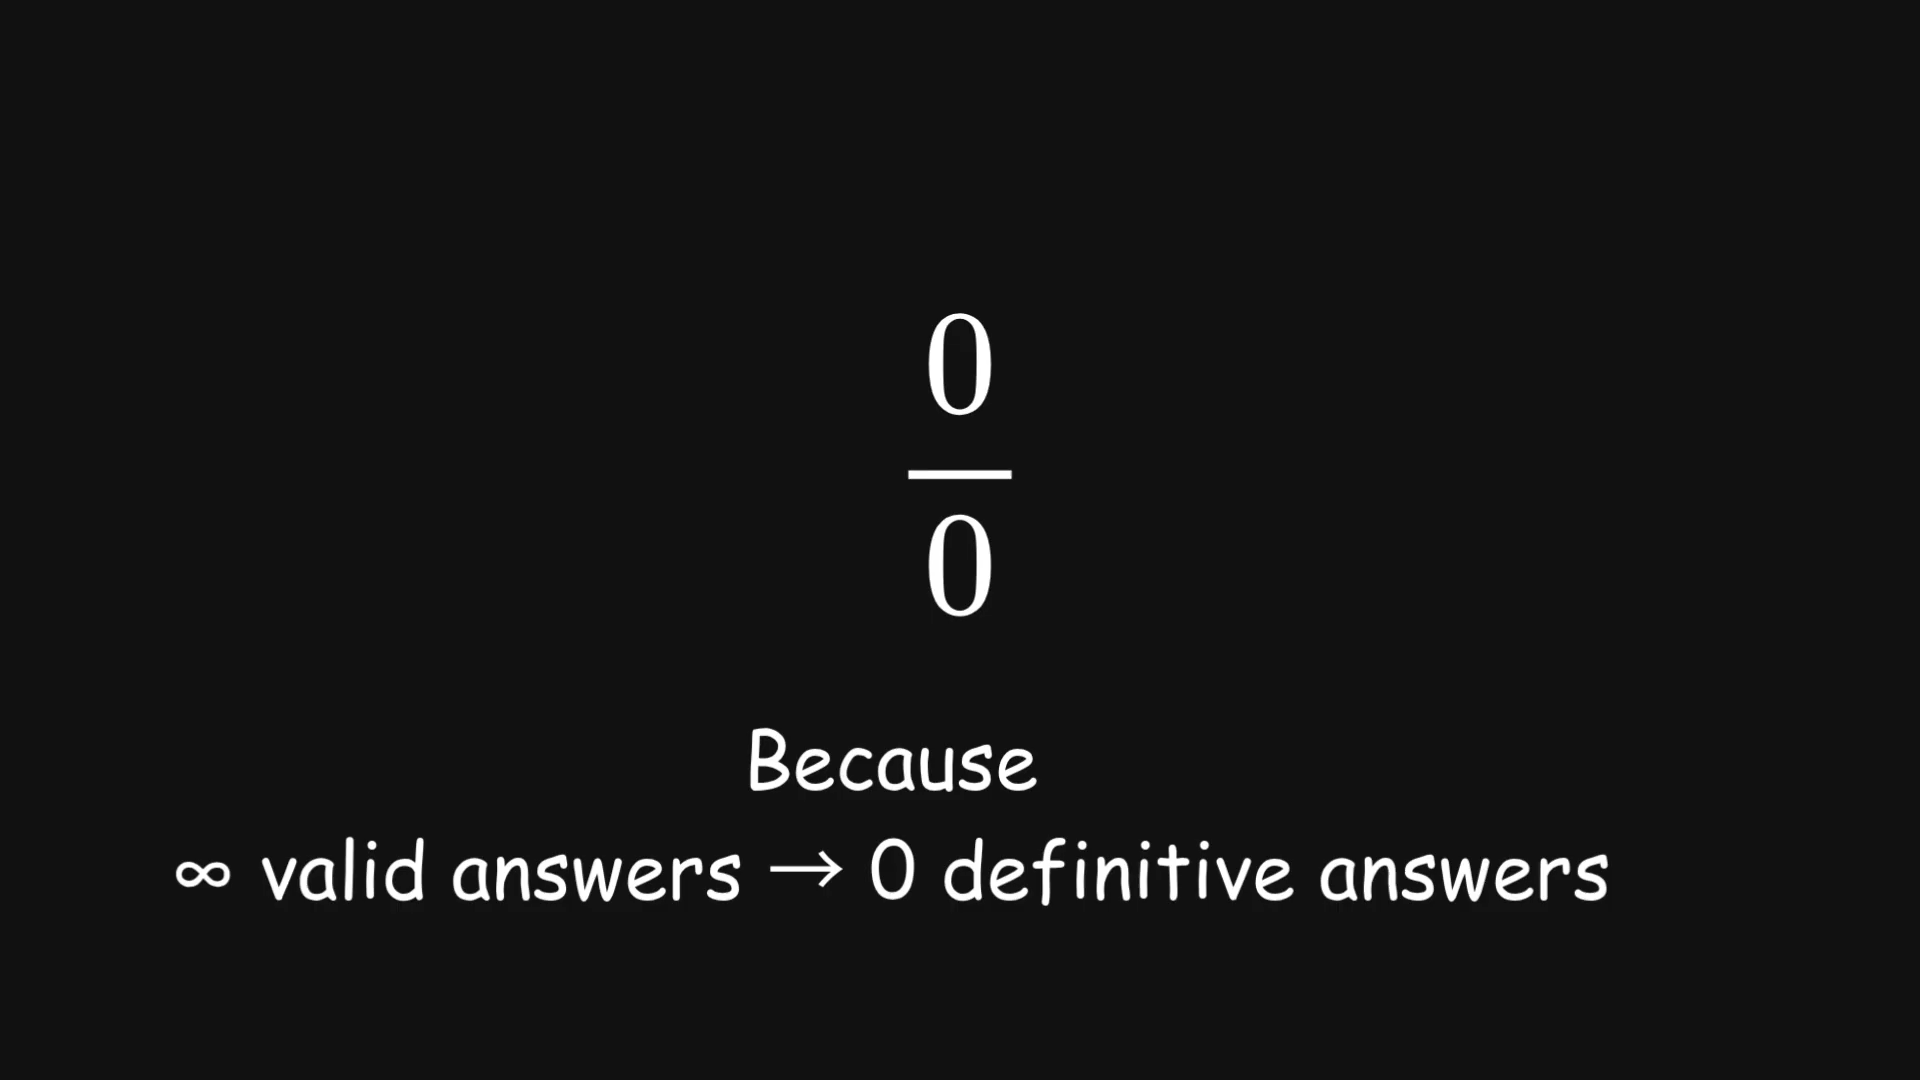 0
0
Because
∞ valid answers → 0 definitive answers